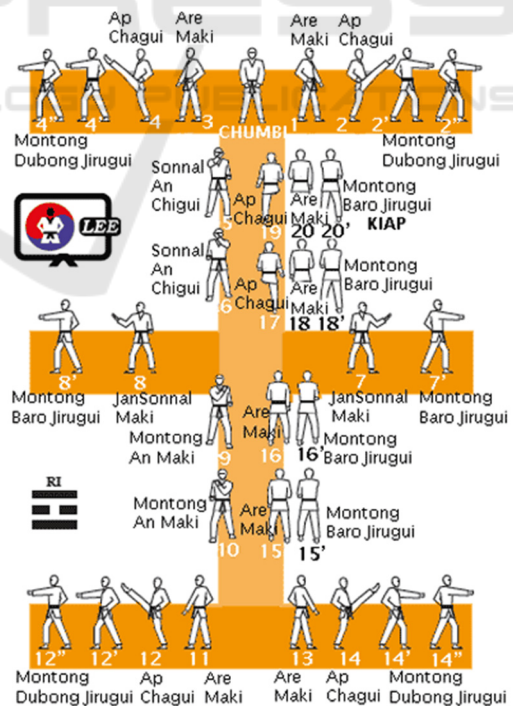 PRESS
LOGY PUBLICATIONS
Ap Chagui
Are Maki
Are Maki
Ap Chagui
4" 4' 4 3 CHUMBI 1 2 2' 2"
Montong Dubong Jirugui
Montong Dubong Jirugui
Sonnal An Chigui
5
Ap Chagui
19
Are Maki
20 20'
Montong Baro Jirugui
KIAP
LEE
Sonnal An Chigui
6
Ap Chagui
17
Are Maki
18 18'
Montong Baro Jirugui
8' 8 7 7'
Montong Baro Jirugui
JanSonnal Maki
JanSonnal Maki
Montong Baro Jirugui
Montong An Maki
9
Are Maki
16 16'
Montong Baro Jirugui
RI
Montong An Maki
10
Are Maki
15 15'
Montong Baro Jirugui
12" 12' 12 11 13 14 14' 14"
Montong Dubong Jirugui
Ap Chagui
Are Maki
Are Maki
Ap Chagui
Montong Dubong Jirugui